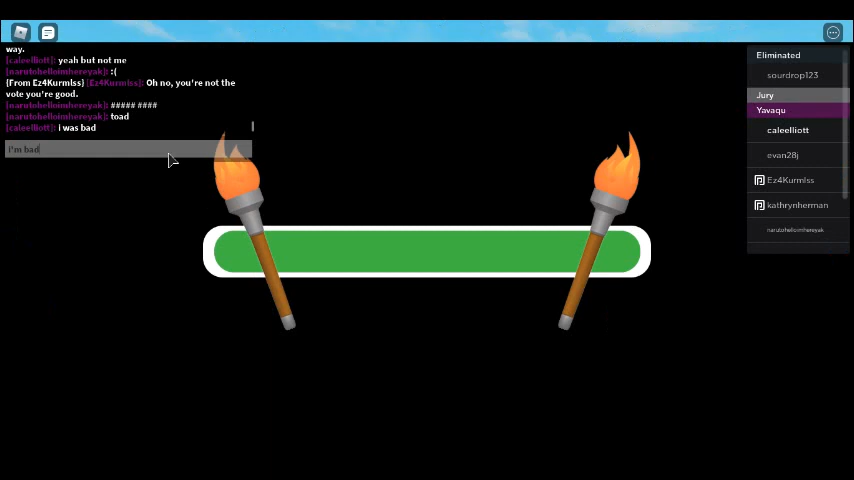 way.
[caleelliott]: yeah but not me
[narutohelloimhereyak]: :(
{From Ez4Kurmlss} [Ez4Kurmlss]: Oh no, you're not the
vote you're good.
[narutohelloimhereyak]: ##### ####
[narutohelloimhereyak]: toad
[caleelliott]: i was bad
I'm bad
Eliminated
sourdrop123
Jury
Yavaqu
caleelliott
evan28j
Ez4Kurmlss
kathrynherman
narutohelloimhereyak